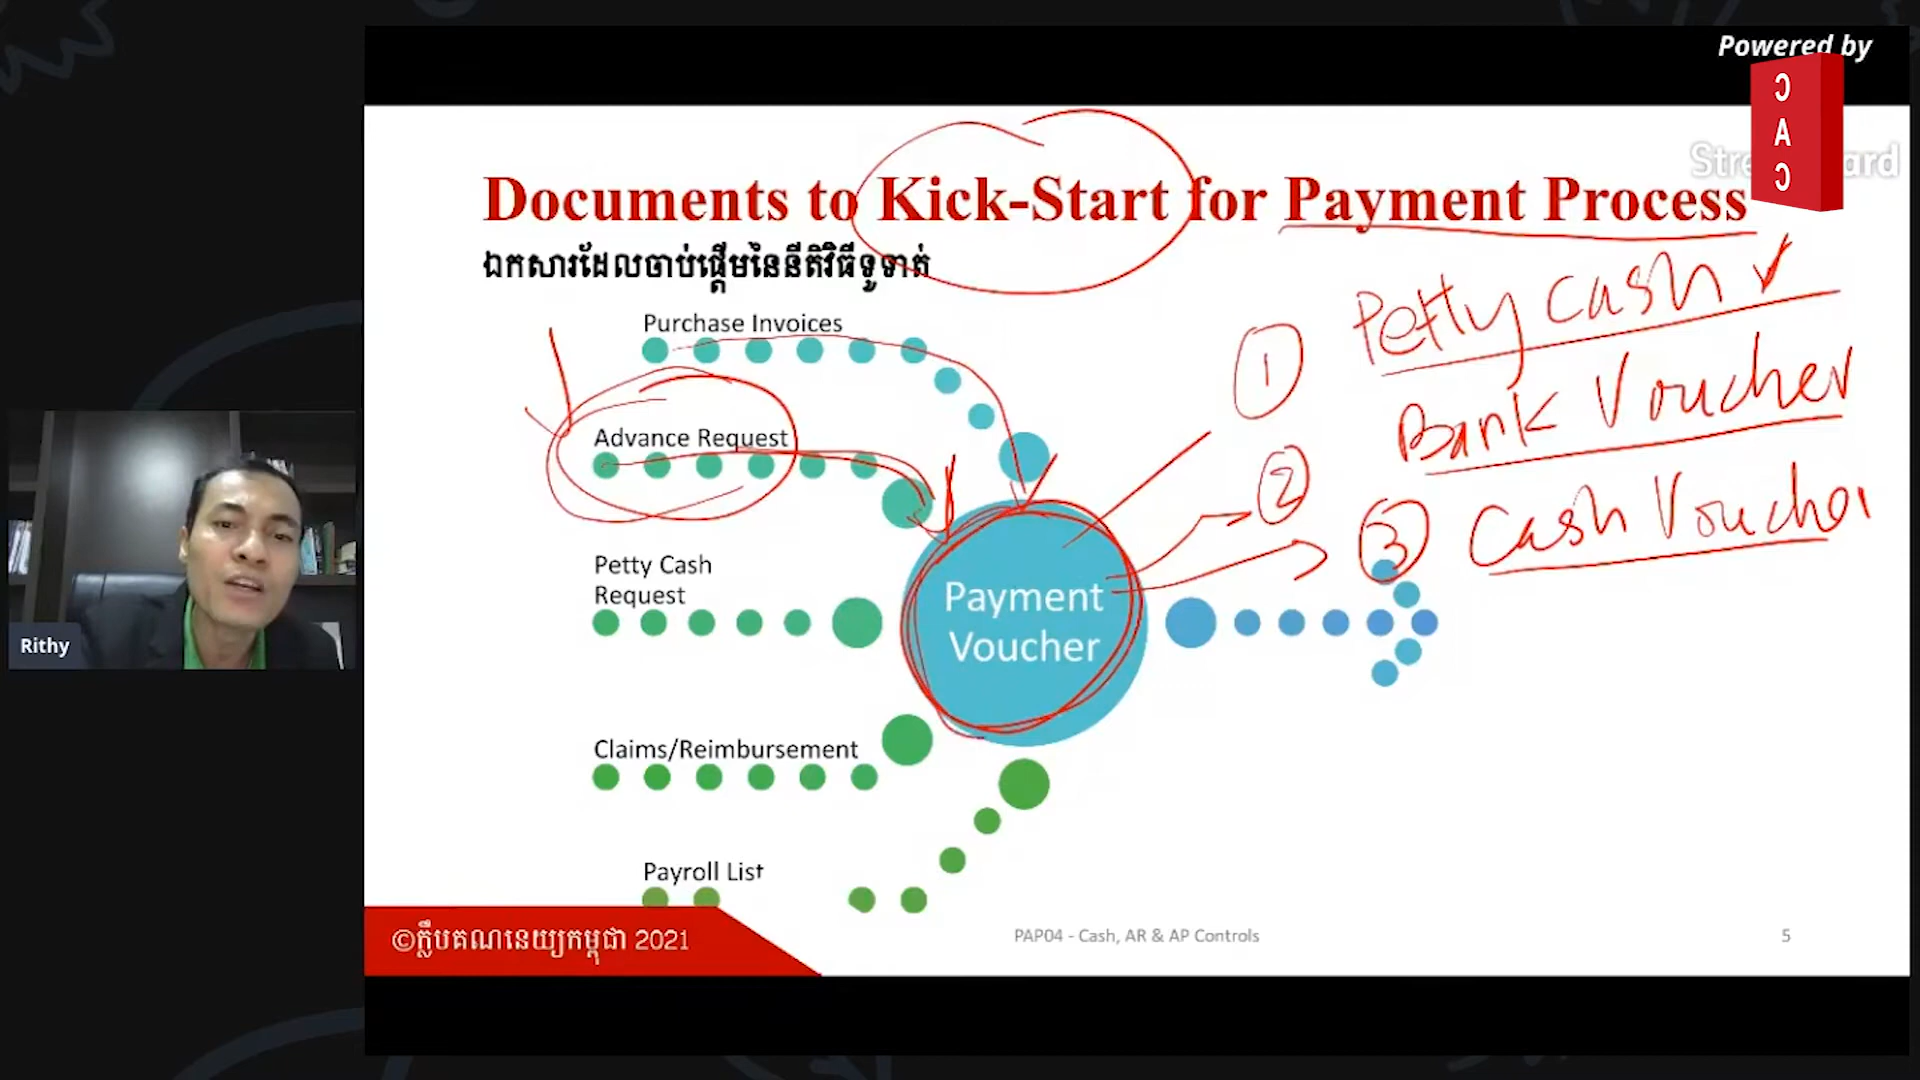 Powered by
CAC
Documents to Kick-Start for Payment Process
ឯកសារដែលចាប់ផ្តើមនៃនីតិវិធីទូទាត់
Purchase Invoices
Advance Request
Petty Cash
Request
Claims/Reimbursement
Payroll List
Payment
Voucher
1 Petty Cash ✓
2 Bank Voucher
3 Cash Voucher
Rithy
©ក្លឹបគណនេយ្យកម្ពុជា 2021
PAP04 - Cash, AR & AP Controls
5